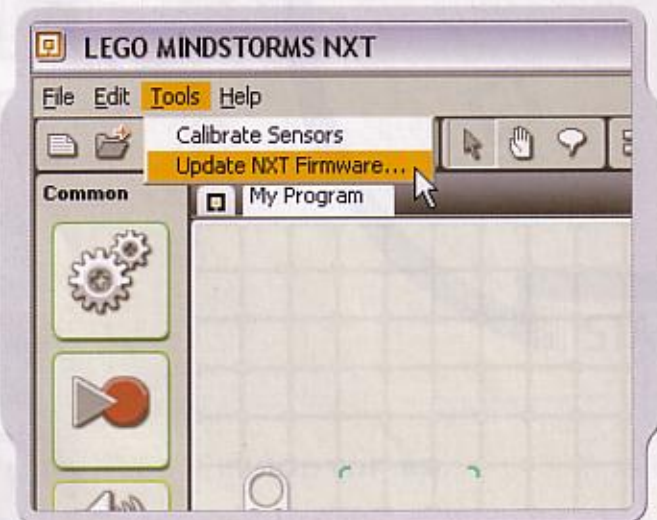 LEGO MINDSTORMS NXT
File Edit Tools Help
Calibrate Sensors
Update NXT Firmware...
Common
My Program